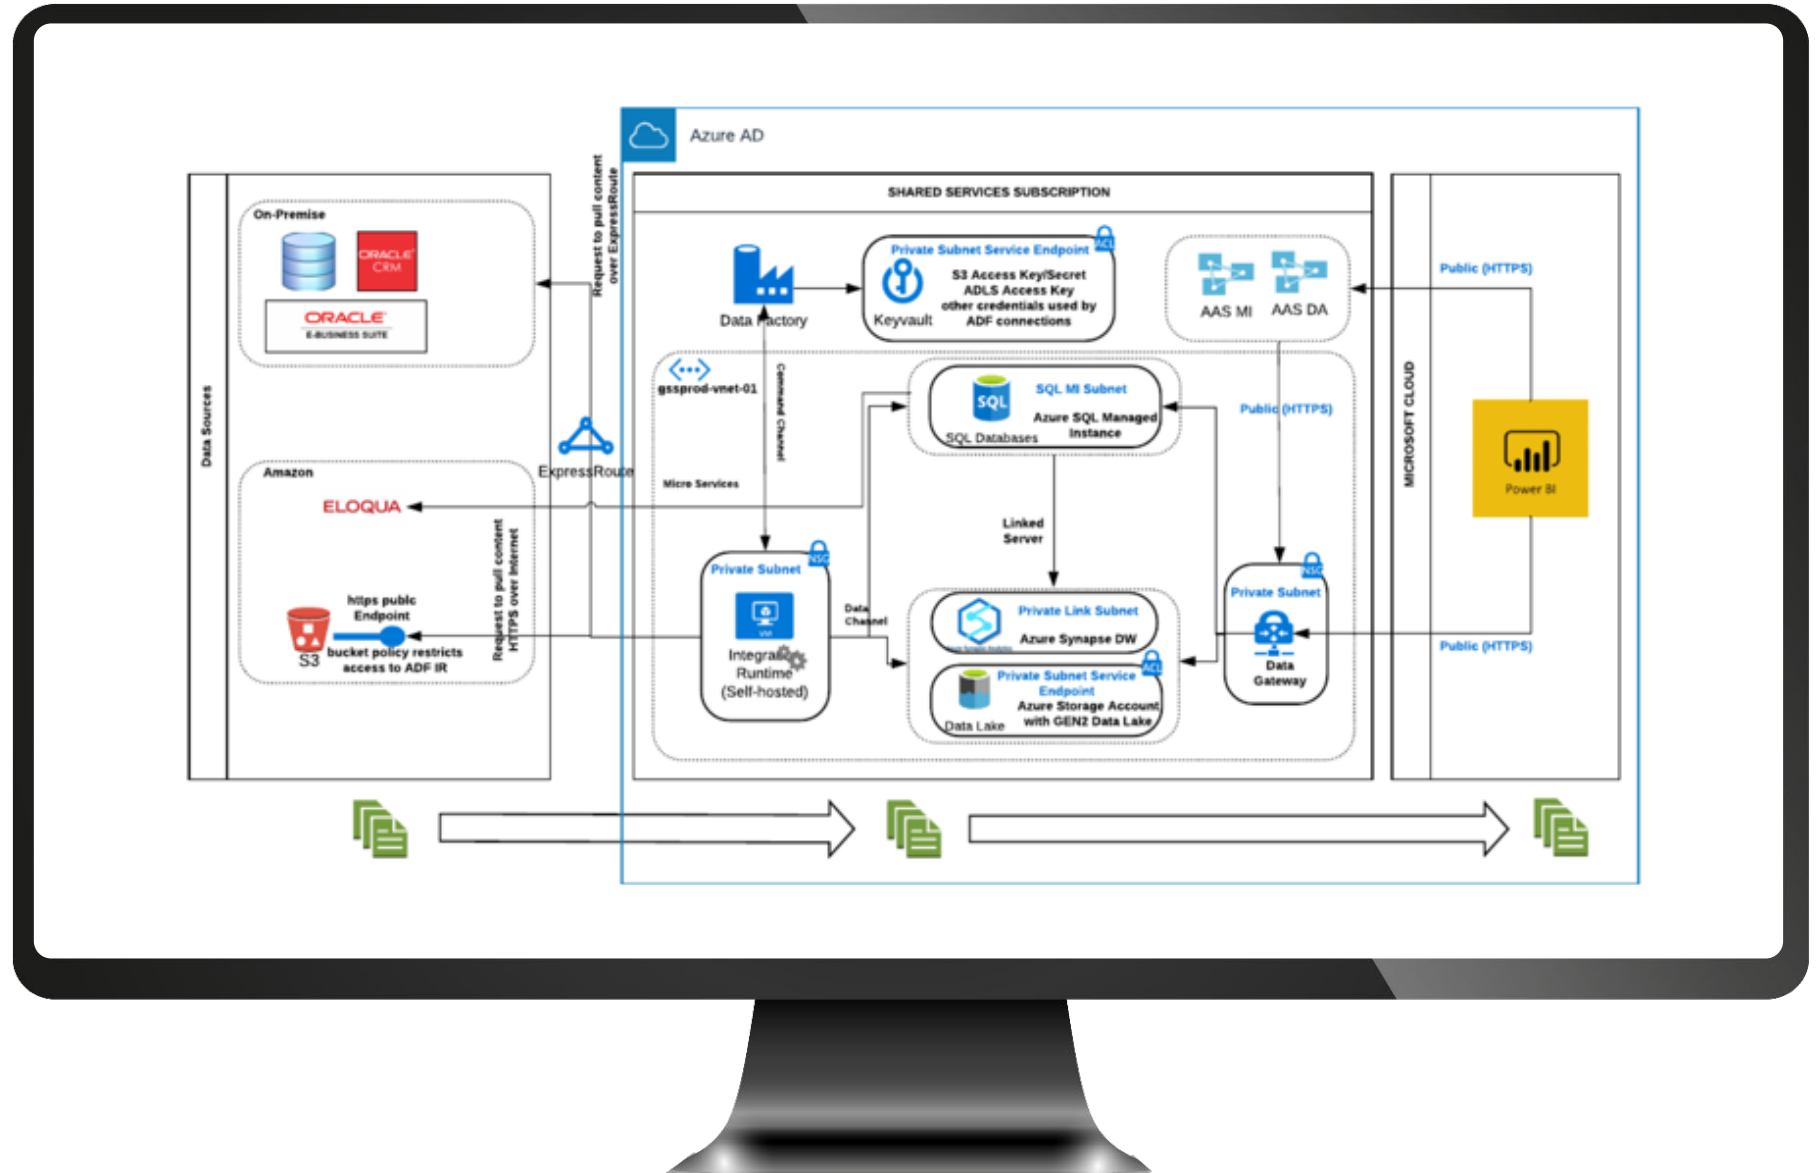 Azure AD
SHARED SERVICES SUBSCRIPTION
Data Sources
On-Premise
ORACLE
CRM
ORACLE
E-BUSINESS SUITE
Amazon
ELOQUA
https publc
Endpoint
S3
bucket policy restricts
access to ADF IR
Request to pull content
HTTPS over Internet
Request to pull content
over ExpressRoute
ExpressRoute
Data Factory
Private Subnet Service Endpoint
ACL
Keyvault
S3 Access Key/Secret
ADLS Access Key
other credentials used by
ADF connections
AAS MI
AAS DA
gssprod-vnet-01
Command Channel
Micro Services
SQL
SQL Databases
SQL MI Subnet
Azure SQL Managed
Instance
Public (HTTPS)
Linked
Server
NSG
Private Subnet
VM
Integration
Runtime
(Self-hosted)
Data
Channel
Private Link Subnet
Azure Synapse DW
ACL
Private Subnet Service
Endpoint
Azure Storage Account
with GEN2 Data Lake
Data Lake
NSG
Private Subnet
Data
Gateway
MICROSOFT CLOUD
Public (HTTPS)
Power BI
Public (HTTPS)